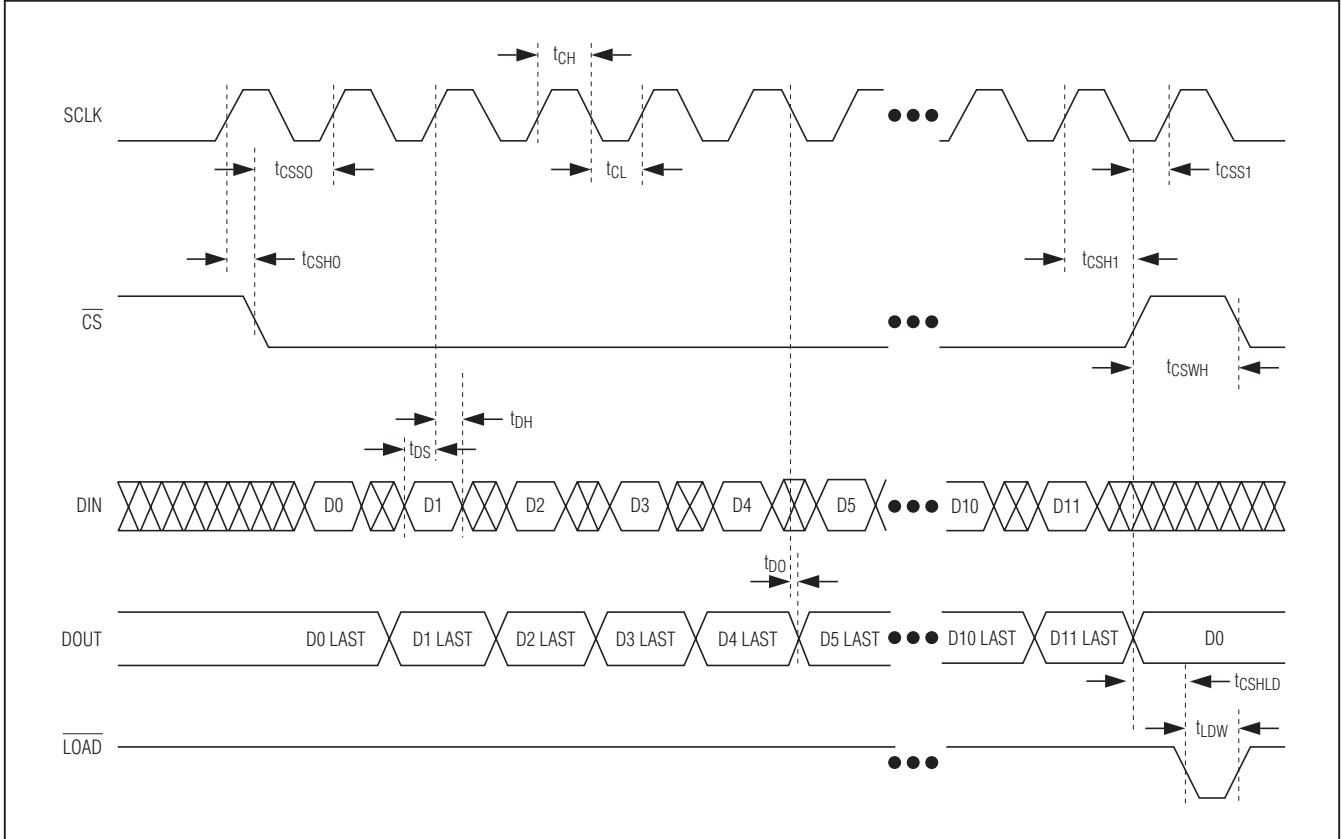 tCH
SCLK
tCSSO tCL tCSS1
tCSHO tCSH1
CS
tCSWH
tDH
tDS
DIN D0 D1 D2 D3 D4 D5 D10 D11
tDO
DOUT D0 LAST D1 LAST D2 LAST D3 LAST D4 LAST D5 LAST D10 LAST D11 LAST D0
tCSHLD
tLDW
LOAD